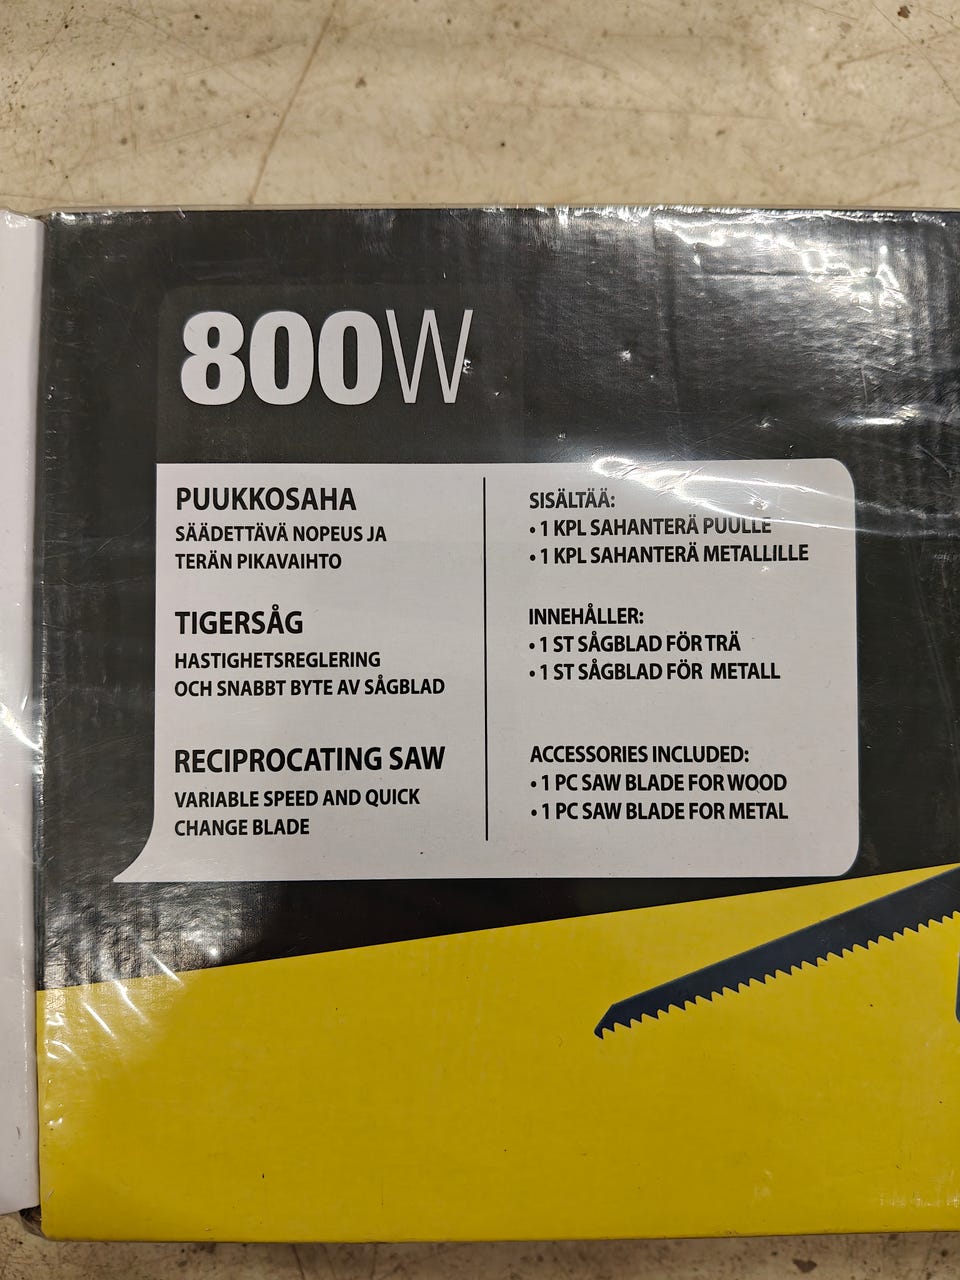 800W
PUUKKOSAHA
SÄÄDETTÄVÄ NOPEUS JA
TERÄN PIKAVAIHTO
TIGERSÅG
HASTIGHETSREGLERING
OCH SNABBT BYTE AV SÅGBLAD
RECIPROCATING SAW
VARIABLE SPEED AND QUICK
CHANGE BLADE
SISÄLTÄÄ:
• 1 KPL SAHANTERÄ PUULLE
• 1 KPL SAHANTERÄ METALLILLE
INNEHÅLLER:
• 1 ST SÅGBLAD FÖR TRÄ
• 1 ST SÅGBLAD FÖR METALL
ACCESSORIES INCLUDED:
• 1 PC SAW BLADE FOR WOOD
• 1 PC SAW BLADE FOR METAL